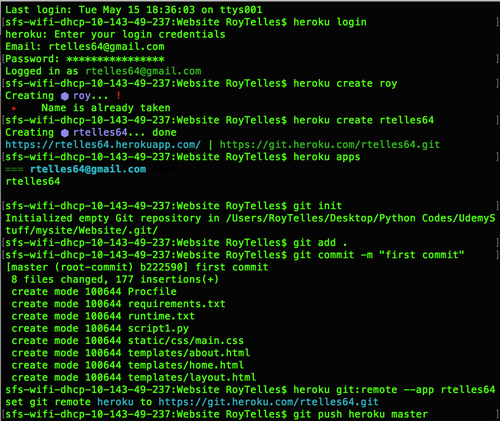 Last login: Tue May 15 18:36:03 on ttys001
[sfs-wifi-dhcp-10-143-49-237:Website RoyTelles$ heroku login
heroku: Enter your login credentials
Email: rtelles64@gmail.com
[Password: ****************
Logged in as rtelles64@gmail.com
[sfs-wifi-dhcp-10-143-49-237:Website RoyTelles$ heroku create roy
Creating ⬢ roy... !
▸    Name is already taken
[sfs-wifi-dhcp-10-143-49-237:Website RoyTelles$ heroku create rtelles64
Creating ⬢ rtelles64... done
https://rtelles64.herokuapp.com/ | https://git.heroku.com/rtelles64.git
[sfs-wifi-dhcp-10-143-49-237:Website RoyTelles$ heroku apps
=== rtelles64@gmail.com
rtelles64

[sfs-wifi-dhcp-10-143-49-237:Website RoyTelles$ git init
Initialized empty Git repository in /Users/RoyTelles/Desktop/Python Codes/UdemyS
tuff/mysite/Website/.git/
[sfs-wifi-dhcp-10-143-49-237:Website RoyTelles$ git add .
[sfs-wifi-dhcp-10-143-49-237:Website RoyTelles$ git commit -m "first commit"
[master (root-commit) b222590] first commit
 8 files changed, 177 insertions(+)
 create mode 100644 Procfile
 create mode 100644 requirements.txt
 create mode 100644 runtime.txt
 create mode 100644 script1.py
 create mode 100644 static/css/main.css
 create mode 100644 templates/about.html
 create mode 100644 templates/home.html
 create mode 100644 templates/layout.html
[sfs-wifi-dhcp-10-143-49-237:Website RoyTelles$ heroku git:remote --app rtelles64
set git remote heroku to https://git.heroku.com/rtelles64.git
[sfs-wifi-dhcp-10-143-49-237:Website RoyTelles$ git push heroku master